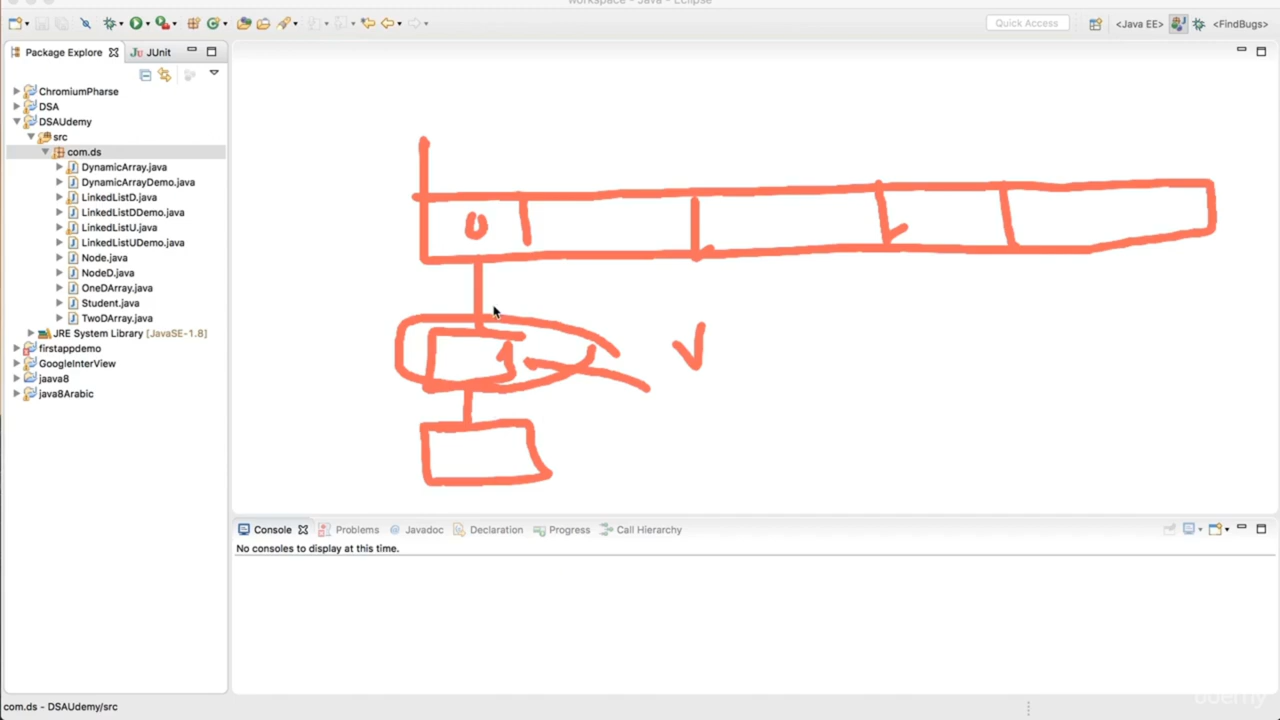 workspace - Java - Eclipse
Quick Access
<Java EE>
<FindBugs>
Package Explorer
JUnit
ChromiumPharse
DSA
DSAUdemy
src
com.ds
DynamicArray.java
DynamicArrayDemo.java
LinkedListD.java
LinkedListDDemo.java
LinkedListU.java
LinkedListUDemo.java
Node.java
NodeD.java
OneDArray.java
Student.java
TwoDArray.java
JRE System Library [JavaSE-1.8]
firstappdemo
GoogleInterView
jaava8
java8Arabic
0
Console
Problems
Javadoc
Declaration
Progress
Call Hierarchy
No consoles to display at this time.
com.ds - DSAUdemy/src
udemy